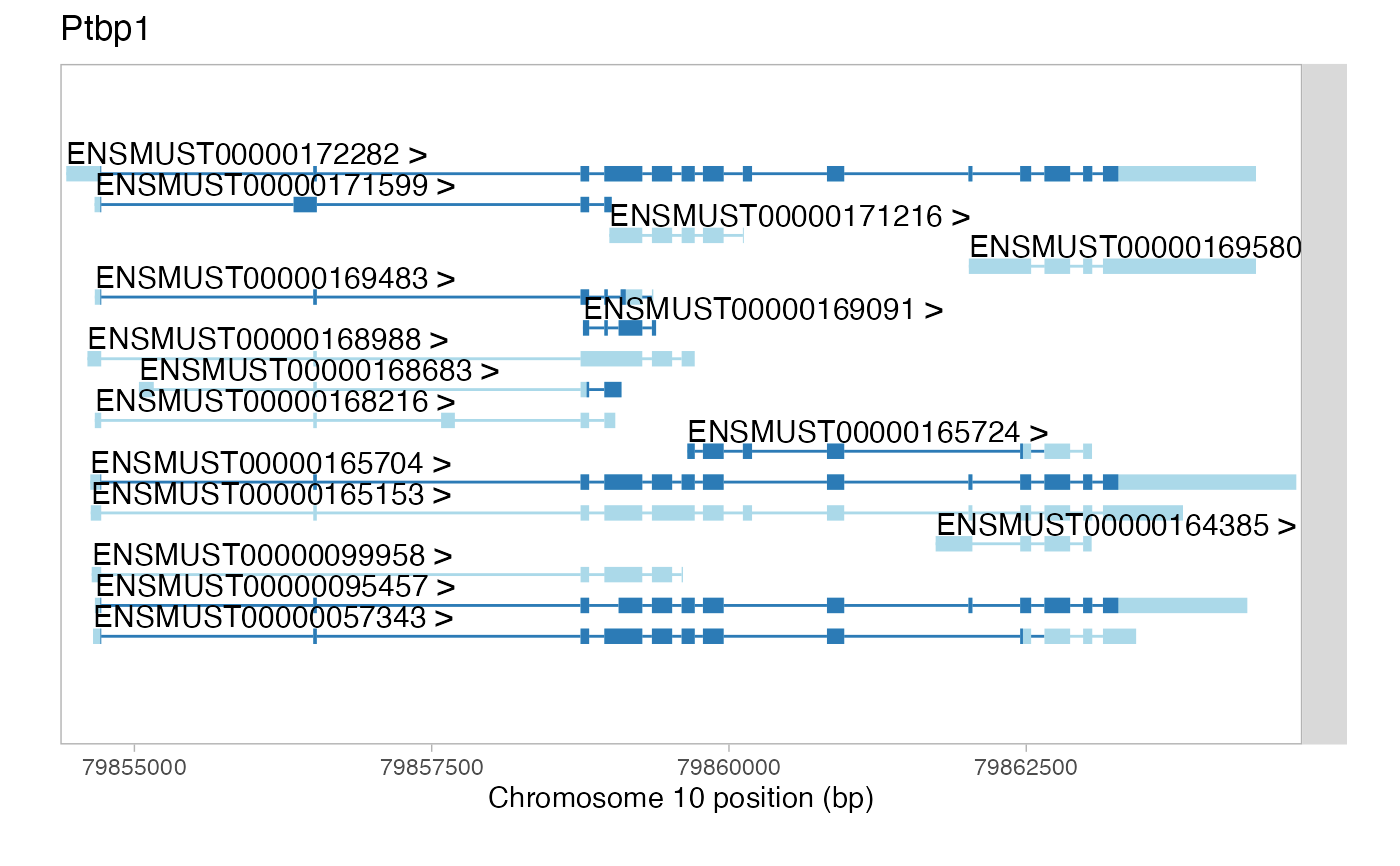 Ptbp1
ENSMUST00000172282 >
ENSMUST00000171599 >
ENSMUST00000171216 >
ENSMUST00000169580
ENSMUST00000169483 >
ENSMUST00000169091 >
ENSMUST00000168988 >
ENSMUST00000168683 >
ENSMUST00000168216 >
ENSMUST00000165724 >
ENSMUST00000165704 >
ENSMUST00000165153 >
ENSMUST00000164385 >
ENSMUST00000099958 >
ENSMUST00000095457 >
ENSMUST00000057343 >
79855000 79857500 79860000 79862500
Chromosome 10 position (bp)